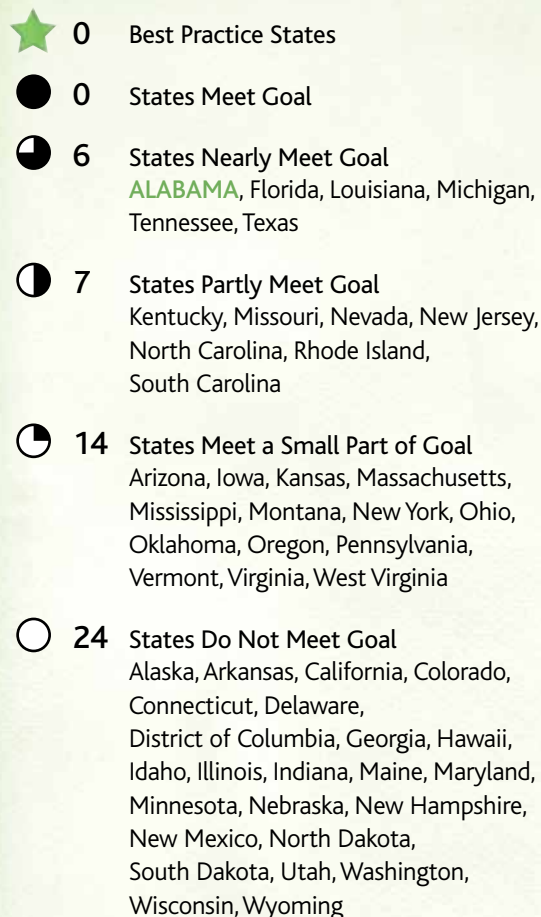 0 Best Practice States
0 States Meet Goal
6 States Nearly Meet Goal
ALABAMA, Florida, Louisiana, Michigan,
Tennessee, Texas
7 States Partly Meet Goal
Kentucky, Missouri, Nevada, New Jersey,
North Carolina, Rhode Island,
South Carolina
14 States Meet a Small Part of Goal
Arizona, Iowa, Kansas, Massachusetts,
Mississippi, Montana, New York, Ohio,
Oklahoma, Oregon, Pennsylvania,
Vermont, Virginia, West Virginia
24 States Do Not Meet Goal
Alaska, Arkansas, California, Colorado,
Connecticut, Delaware,
District of Columbia, Georgia, Hawaii,
Idaho, Illinois, Indiana, Maine, Maryland,
Minnesota, Nebraska, New Hampshire,
New Mexico, North Dakota,
South Dakota, Utah, Washington,
Wisconsin, Wyoming